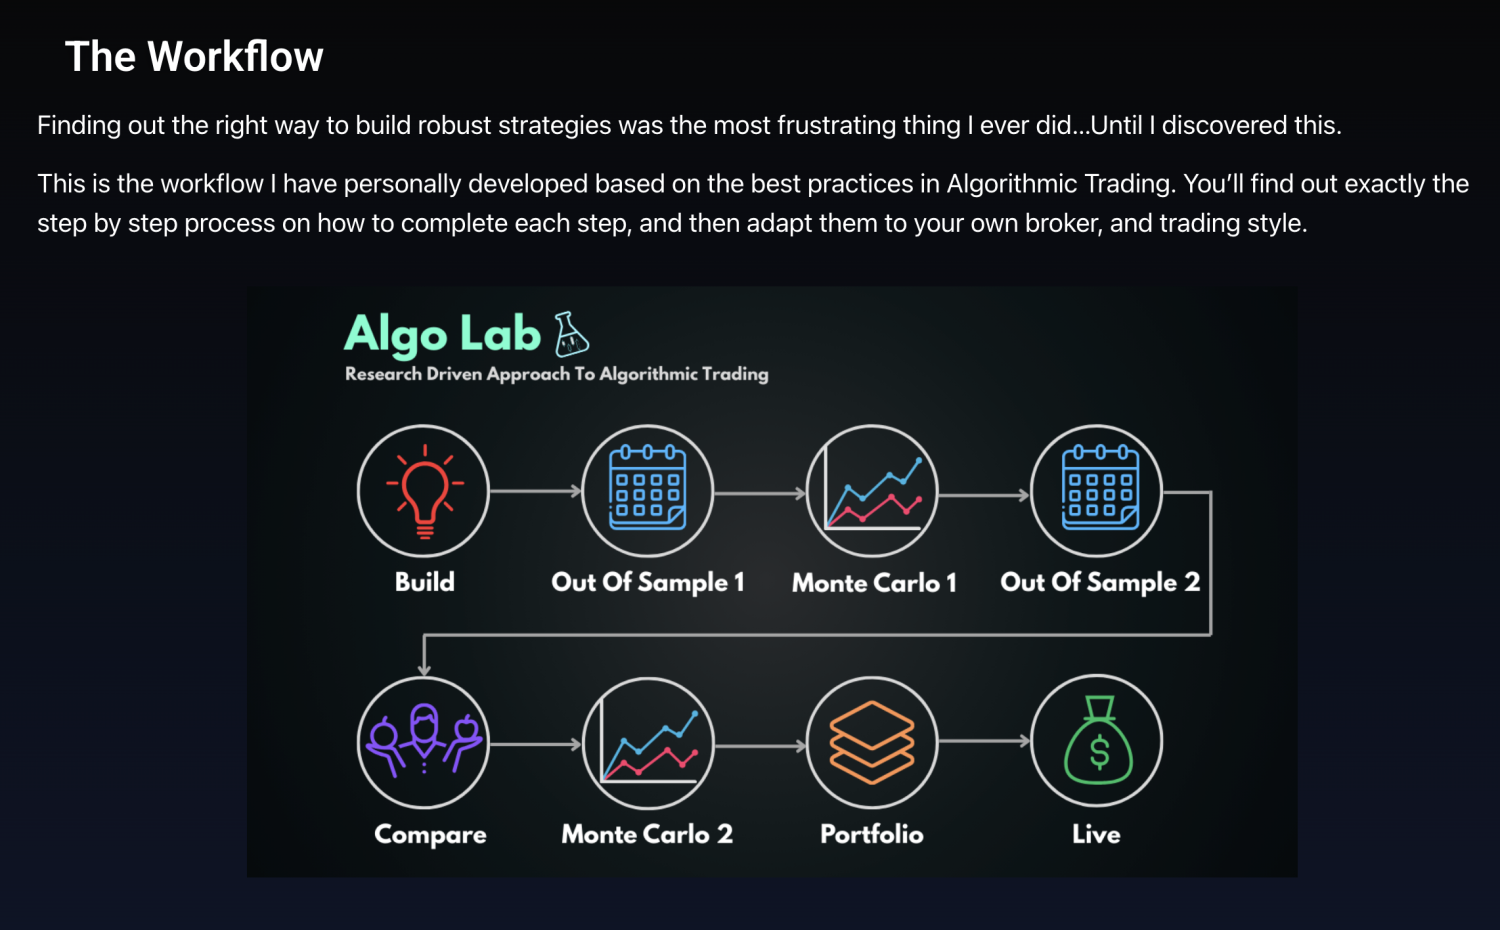 The Workflow
Finding out the right way to build robust strategies was the most frustrating thing I ever did...Until I discovered this.
This is the workflow I have personally developed based on the best practices in Algorithmic Trading. You’ll find out exactly the
step by step process on how to complete each step, and then adapt them to your own broker, and trading style.
Algo Lab
Research Driven Approach To Algorithmic Trading
Build
Out Of Sample 1
Monte Carlo 1
Out Of Sample 2
$
Compare
Monte Carlo 2
Portfolio
Live